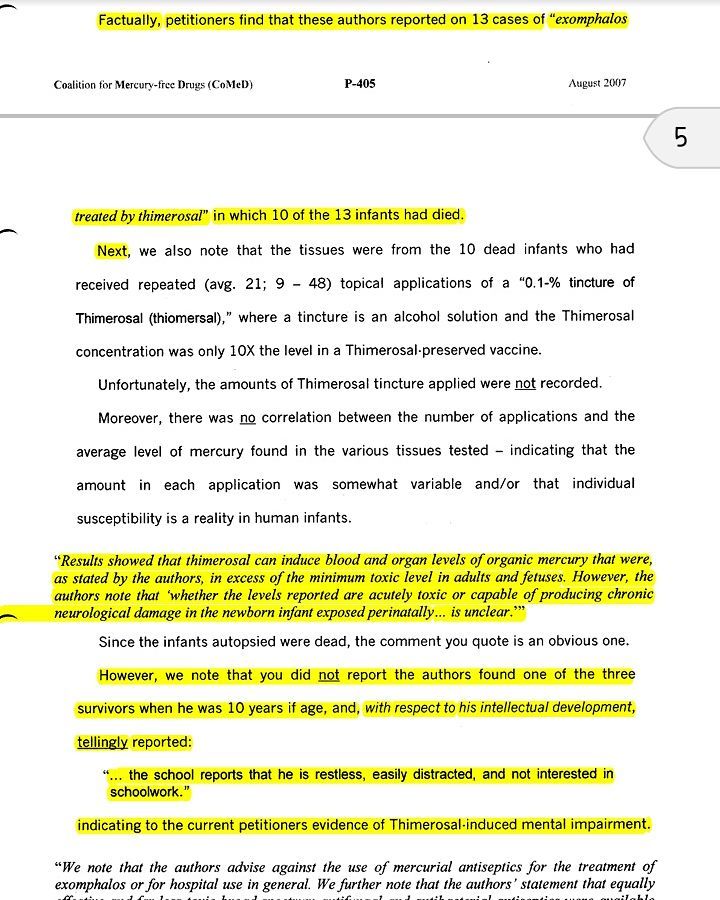 Factually, petitioners find that these authors reported on 13 cases of “exomphalos
Coalition for Mercury-free Drugs (CoMeD) P-405 August 2007
5
treated by thimerosal” in which 10 of the 13 infants had died.
Next, we also note that the tissues were from the 10 dead infants who had
received repeated (avg. 21; 9 – 48) topical applications of a “0.1-% tincture of
Thimerosal (thiomersal),” where a tincture is an alcohol solution and the Thimerosal
concentration was only 10X the level in a Thimerosal-preserved vaccine.
Unfortunately, the amounts of Thimerosal tincture applied were not recorded.
Moreover, there was no correlation between the number of applications and the
average level of mercury found in the various tissues tested – indicating that the
amount in each application was somewhat variable and/or that individual
susceptibility is a reality in human infants.
“Results showed that thimerosal can induce blood and organ levels of organic mercury that were,
as stated by the authors, in excess of the minimum toxic level in adults and fetuses. However, the
authors note that ‘whether the levels reported are acutely toxic or capable of producing chronic
neurological damage in the newborn infant exposed perinatally... is unclear.’”
Since the infants autopsied were dead, the comment you quote is an obvious one.
However, we note that you did not report the authors found one of the three
survivors when he was 10 years if age, and, with respect to his intellectual development,
tellingly reported:
“... the school reports that he is restless, easily distracted, and not interested in
schoolwork.”
indicating to the current petitioners evidence of Thimerosal-induced mental impairment.
“We note that the authors advise against the use of mercurial antiseptics for the treatment of
exomphalos or for hospital use in general. We further note that the authors’ statement that equally